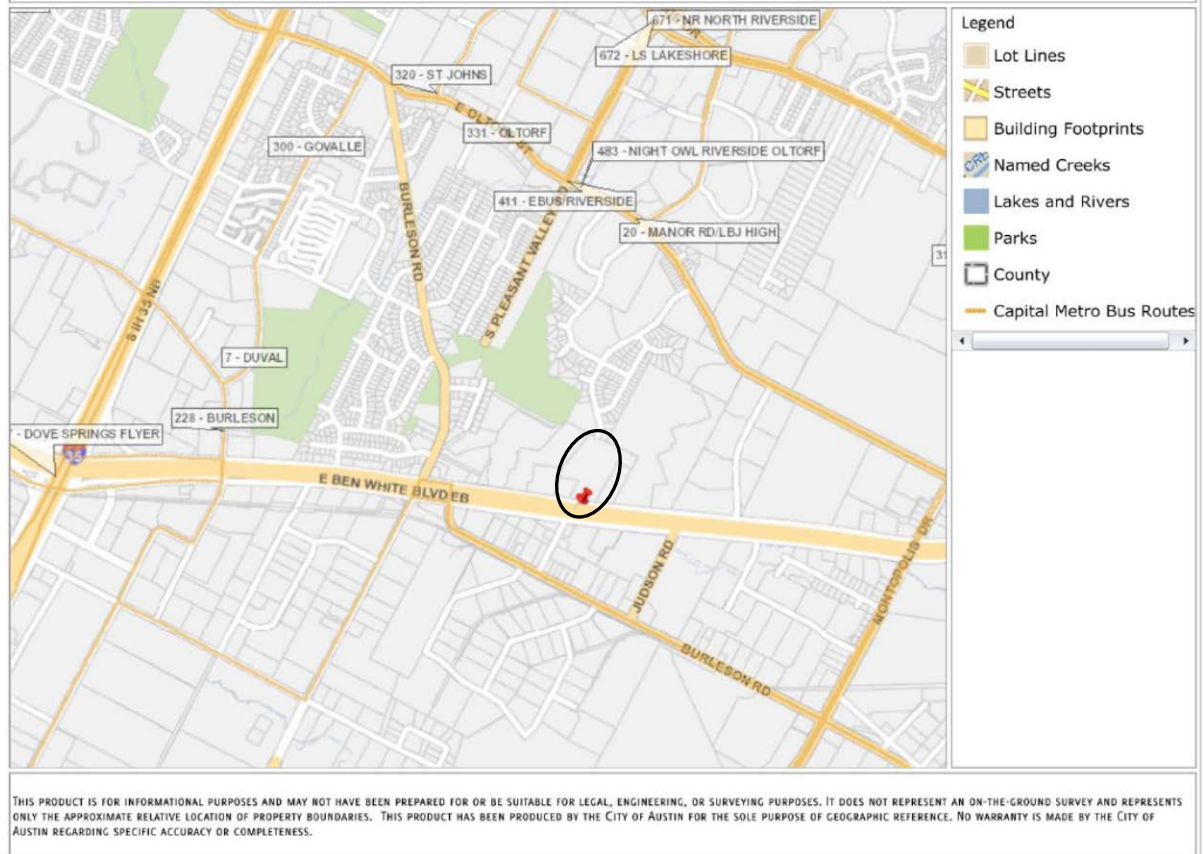 671 - NR NORTH RIVERSIDE
672 - LS LAKESHORE
320 - ST JOHNS
E OLTORF ST
331 - OLTORF
300 - GOVALLE
483 - NIGHT OWL RIVERSIDE OLTORF
411 - EBUS/RIVERSIDE
20 - MANOR RD/LBJ HIGH
BURLESON RD
S PLEASANT VALLEY RD
S IH 35 NB
7 - DUVAL
228 - BURLESON
- DOVE SPRINGS FLYER
35
E BEN WHITE BLVD EB
JUDSON RD
MONTOPOLIS DR
BURLESON RD
Legend
Lot Lines
Streets
Building Footprints
Named Creeks
Lakes and Rivers
Parks
County
Capital Metro Bus Routes
THIS PRODUCT IS FOR INFORMATIONAL PURPOSES AND MAY NOT HAVE BEEN PREPARED FOR OR BE SUITABLE FOR LEGAL, ENGINEERING, OR SURVEYING PURPOSES. IT DOES NOT REPRESENT AN ON-THE-GROUND SURVEY AND REPRESENTS
ONLY THE APPROXIMATE RELATIVE LOCATION OF PROPERTY BOUNDARIES. THIS PRODUCT HAS BEEN PRODUCED BY THE CITY OF AUSTIN FOR THE SOLE PURPOSE OF GEOGRAPHIC REFERENCE. NO WARRANTY IS MADE BY THE CITY OF
AUSTIN REGARDING SPECIFIC ACCURACY OR COMPLETENESS.